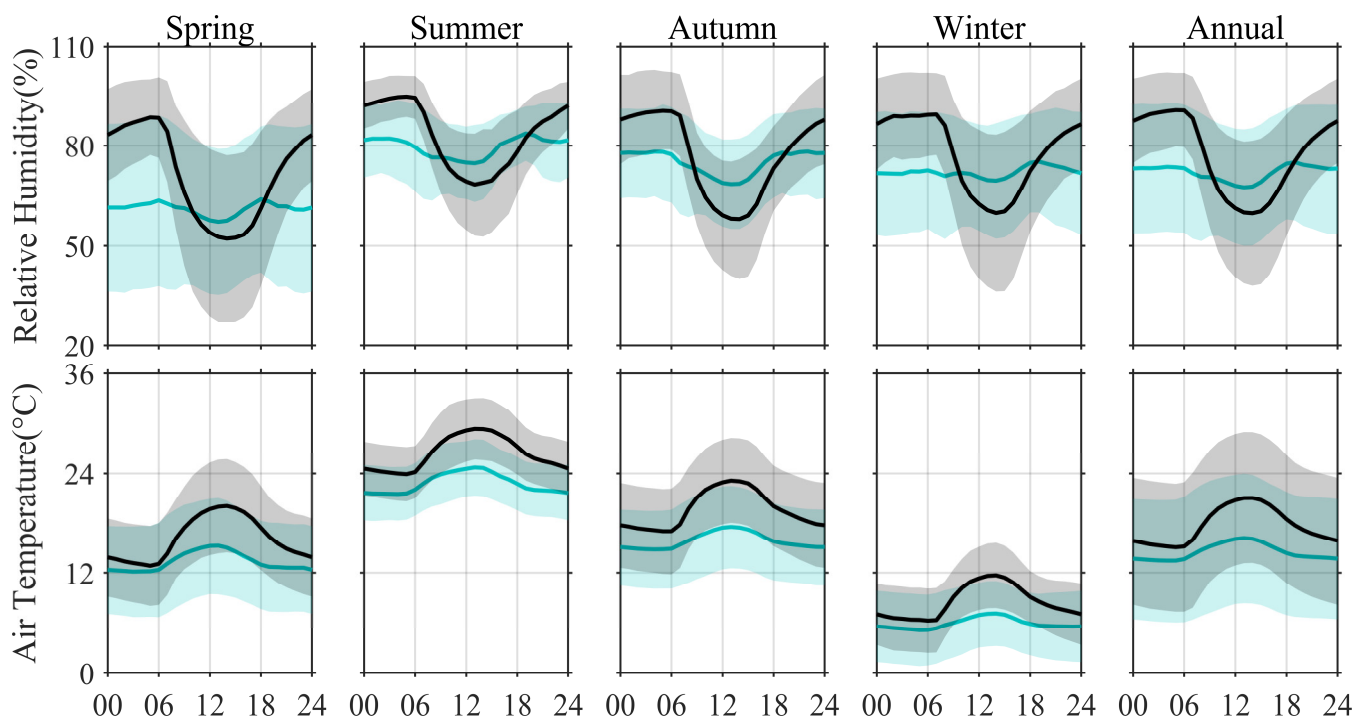 Spring Summer Autumn Winter Annual
Relative Humidity(%)
110
80
50
20
Air Temperature(°C)
36
24
12
0
00 06 12 18 24 00 06 12 18 24 00 06 12 18 24 00 06 12 18 24 00 06 12 18 24